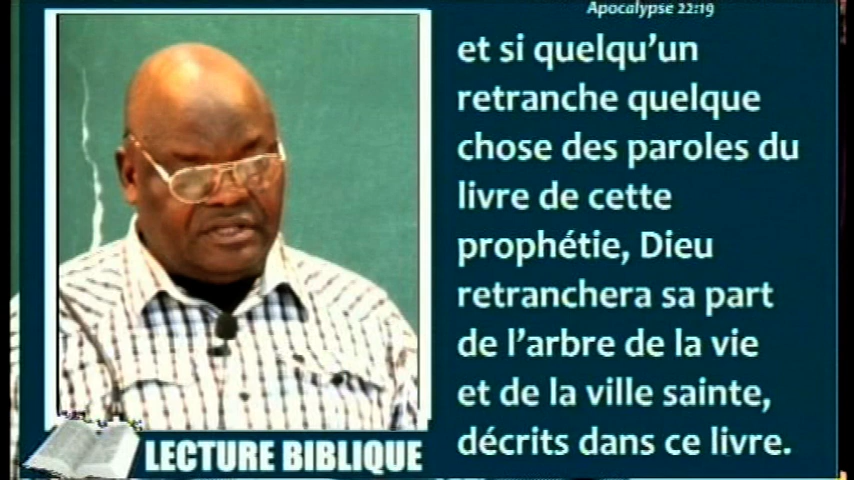 Apocalypse 22:19
et si quelqu'un
retranche quelque
chose des paroles du
livre de cette
prophétie, Dieu
retranchera sa part
de l'arbre de la vie
et de la ville sainte,
décrits dans ce livre.
LECTURE BIBLIQUE